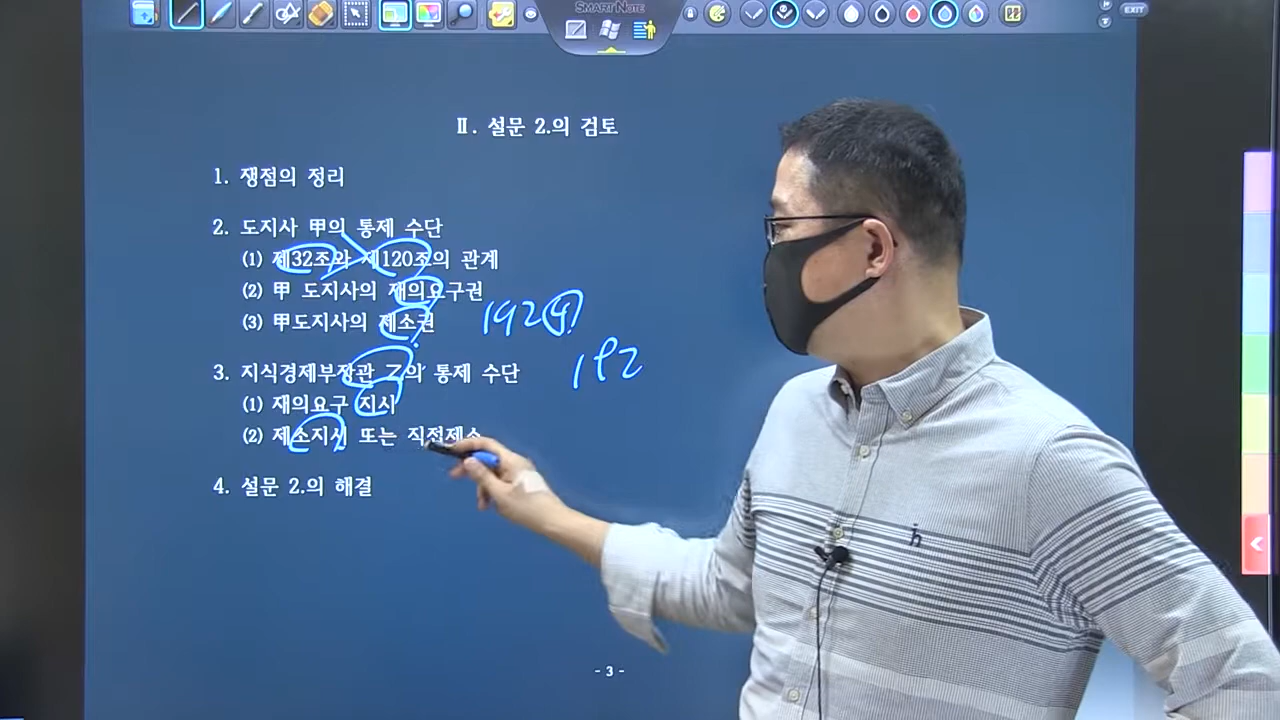 SMARTNOTE
EXIT
Ⅱ. 설문 2.의 검토
1. 쟁점의 정리
2. 도지사 甲의 통제 수단
(1) 제32조와 제120조의 관계
(2) 甲 도지사의 재의요구권
(3) 甲도지사의 제소권
192④
192
3. 지식경제부장관 乙의 통제 수단
(1) 재의요구 지시
(2) 제소지시 또는 직접제소
4. 설문 2.의 해결
- 3 -
h